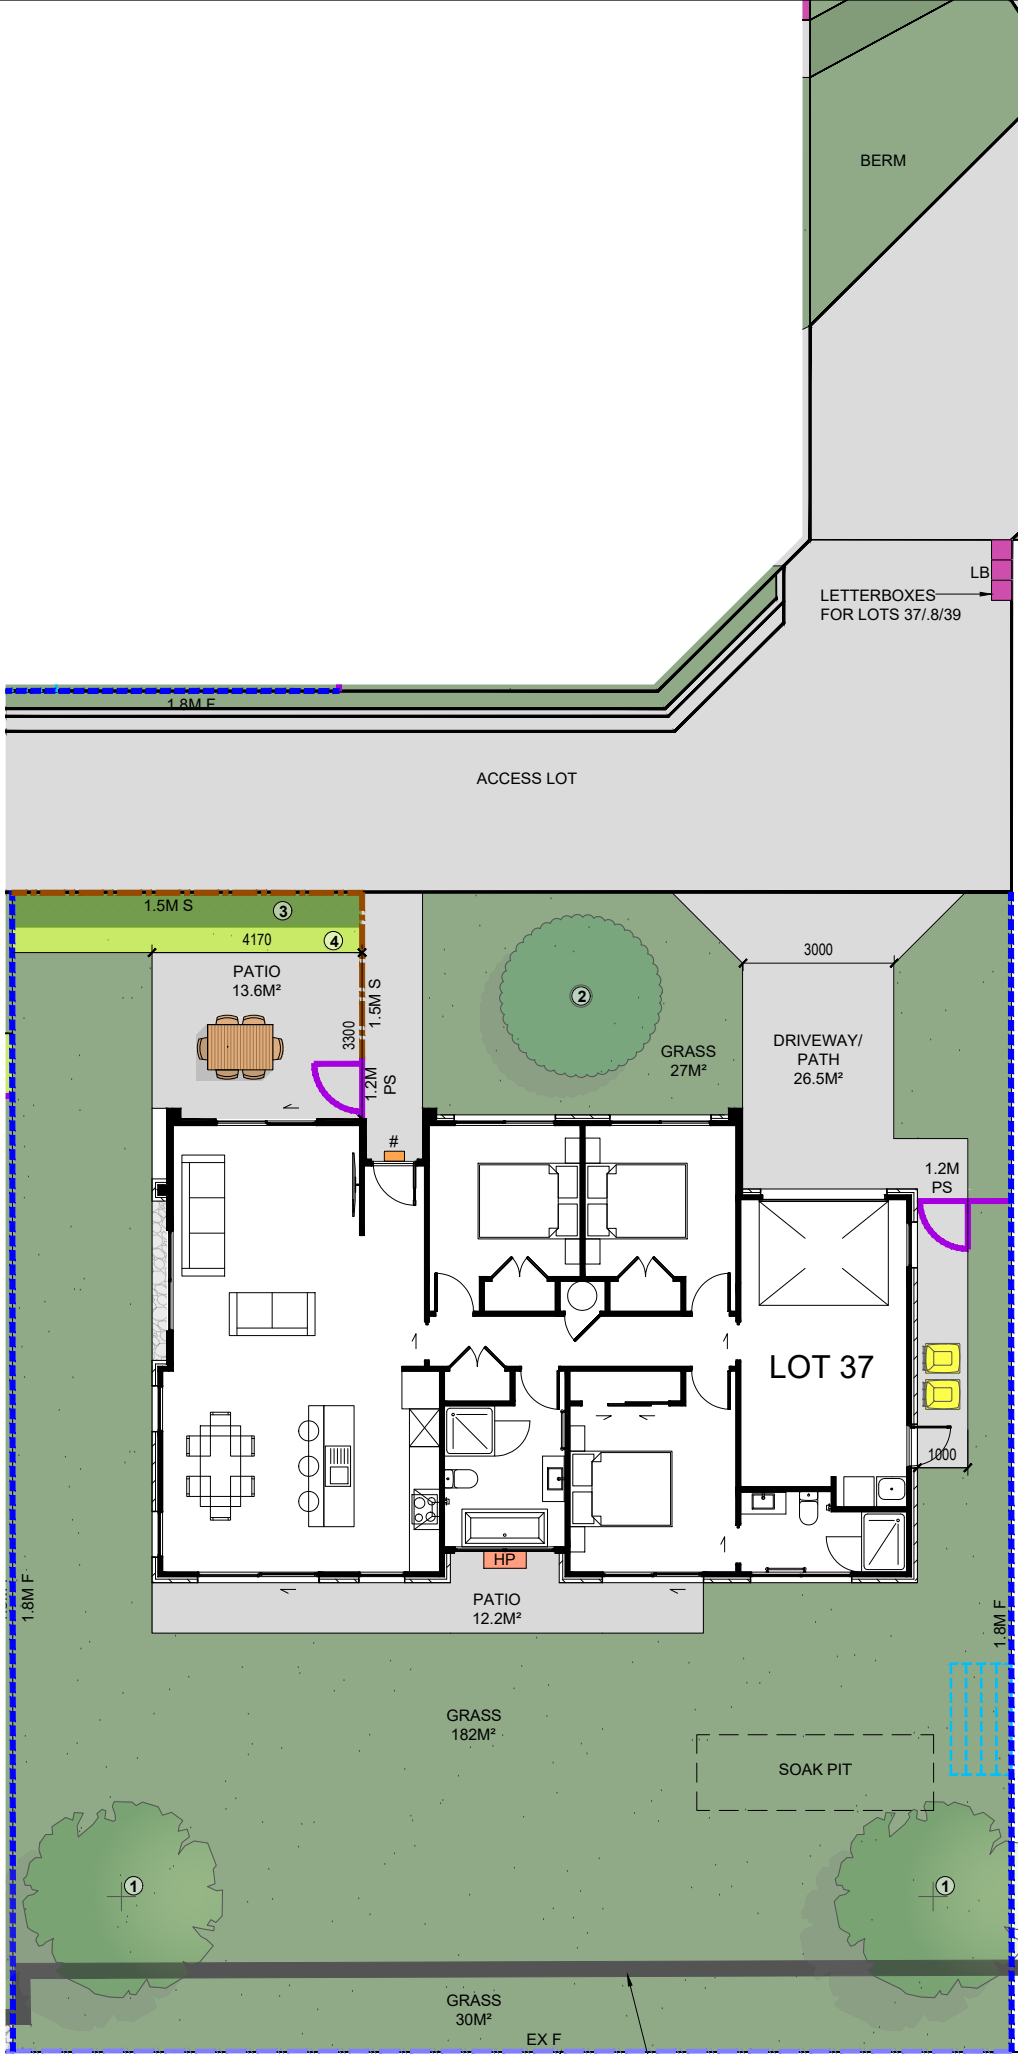 BERM
LB
LETTERBOXES
FOR LOTS 37/.8/39
1.8M F
ACCESS LOT
1.5M S
3
4170
4
PATIO
13.6M²
1.5M S
3300
1.2M
PS
2
GRASS
27M²
3000
DRIVEWAY/
PATH
26.5M²
#
1.2M
PS
LOT 37
1000
HP
PATIO
12.2M²
1.8M F
1.8M F
GRASS
182M²
SOAK PIT
1
1
GRASS
30M²
EX F